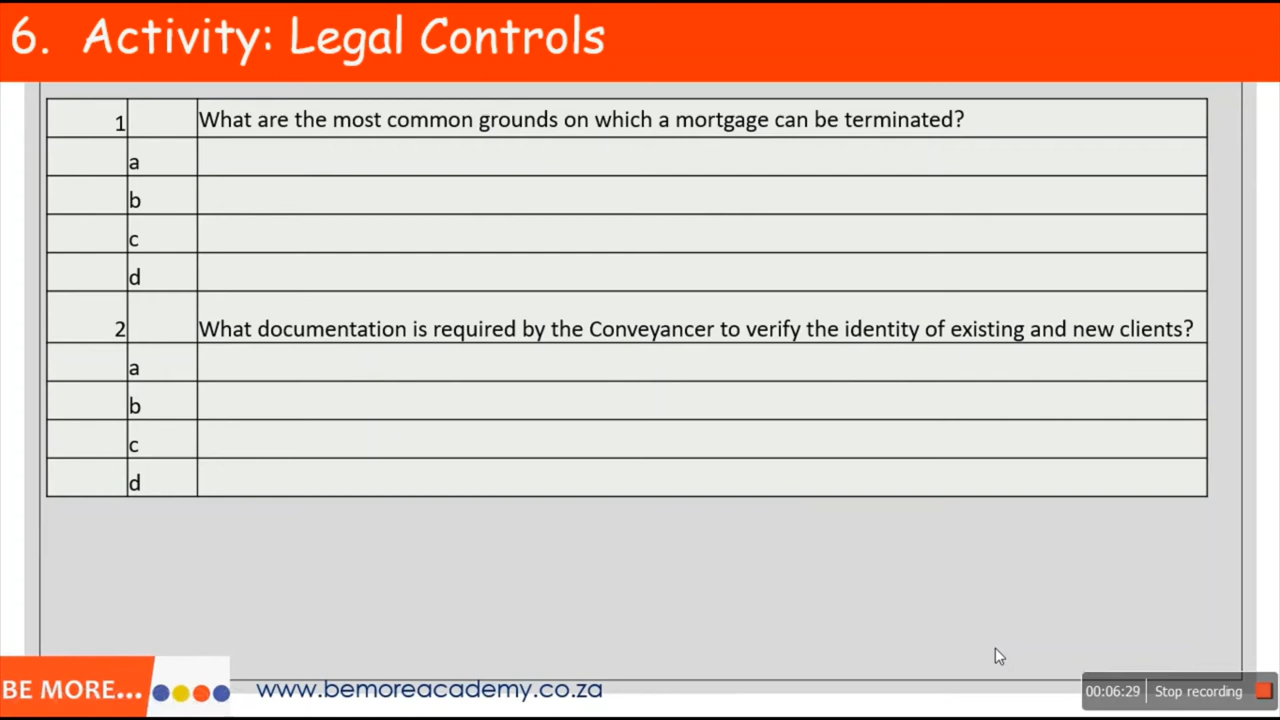 6. Activity: Legal Controls
1 What are the most common grounds on which a mortgage can be terminated?
a
b
c
d
2 What documentation is required by the Conveyancer to verify the identity of existing and new clients?
a
b
c
d
BE MORE... www.bemoreacademy.co.za
00:06:29 Stop recording